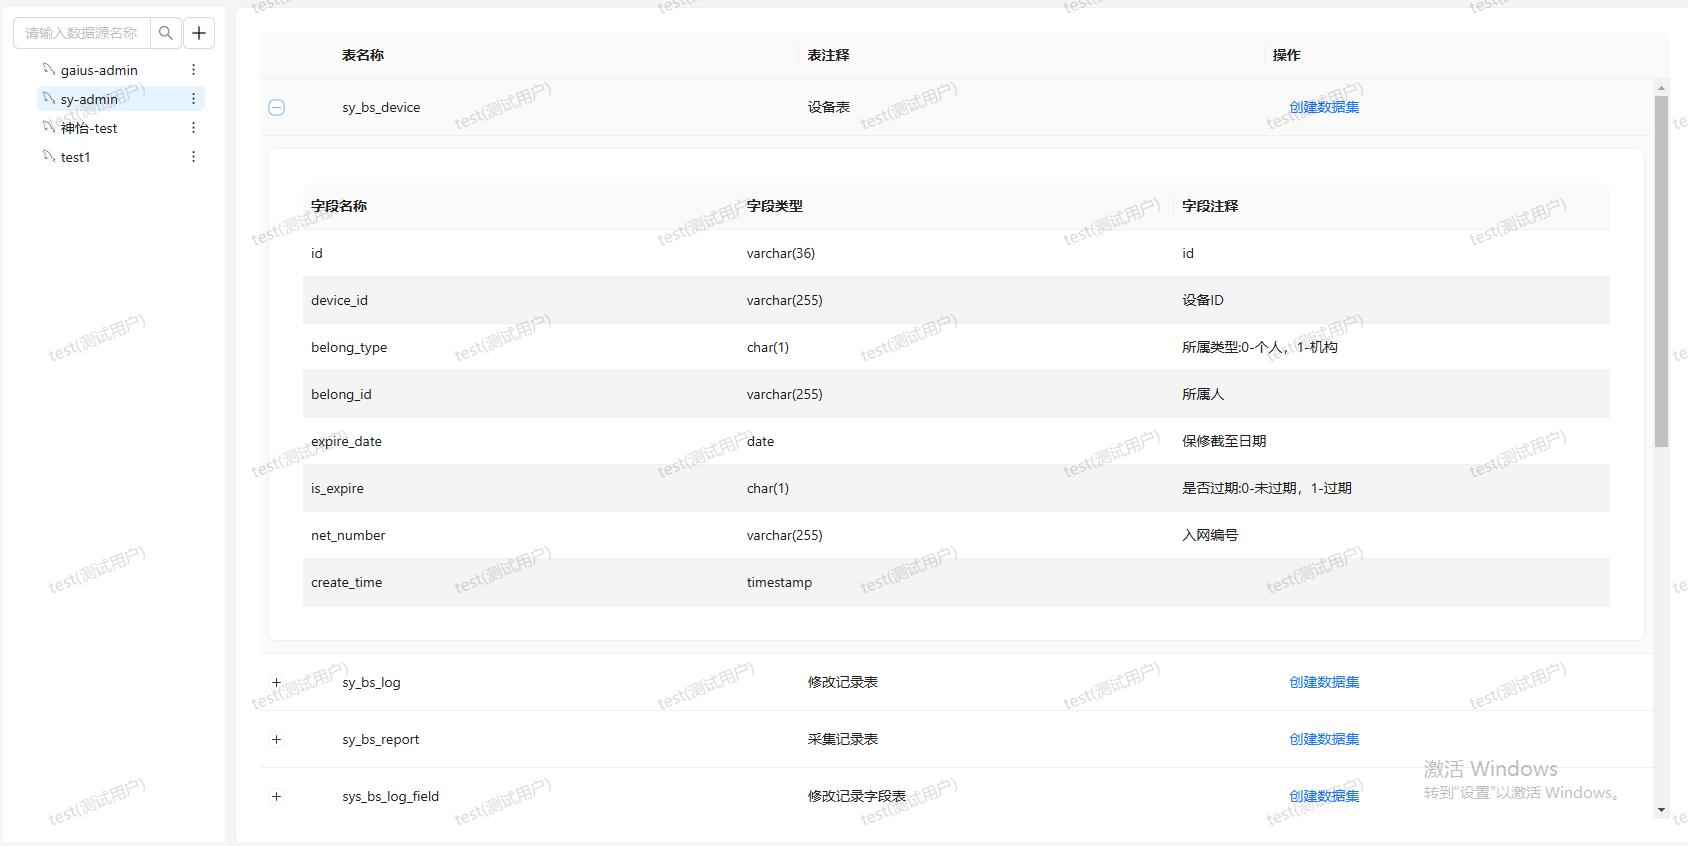 请输入数据源名称
gaius-admin
sy-admin
神怡-test
test1
表名称 表注释 操作
sy_bs_device 设备表 创建数据集
字段名称 字段类型 字段注释
id varchar(36) id
device_id varchar(255) 设备ID
belong_type char(1) 所属类型:0-个人，1-机构
belong_id varchar(255) 所属人
expire_date date 保修截至日期
is_expire char(1) 是否过期:0-未过期，1-过期
net_number varchar(255) 入网编号
create_time timestamp
sy_bs_log 修改记录表 创建数据集
sy_bs_report 采集记录表 创建数据集
sys_bs_log_field 修改记录字段表 创建数据集
激活 Windows
转到"设置"以激活 Windows。
test(测试用户)